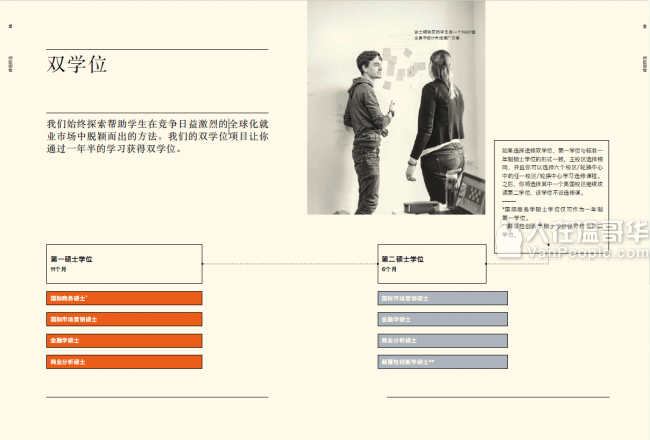 双学位
我们始终探索帮助学生在竞争日益激烈的全球化就
业市场中脱颖而出的方法。我们的双学位项目让你
通过一年半的学习获得双学位。
如果选择进修双学位，第一学位与标准一
年制硕士学位的形式一致，主校区选择相
同，并且你可以选择六个校区/轮换中心
中的任一校区/轮换中心学习选修课程。
之后，你将选择其中一个美国校区继续攻
读第二学位，该学位不设选修课。
*国际商务学硕士学位仅可作为一年制
第一学位。
学位。
人在温哥华
VanPeople.com
第一硕士学位
11个月
国际商务硕士*
国际市场营销硕士
金融学硕士
商业分析硕士
第二硕士学位
6个月
国际市场营销硕士
金融学硕士
商业分析硕士
颠覆性创新学硕士**